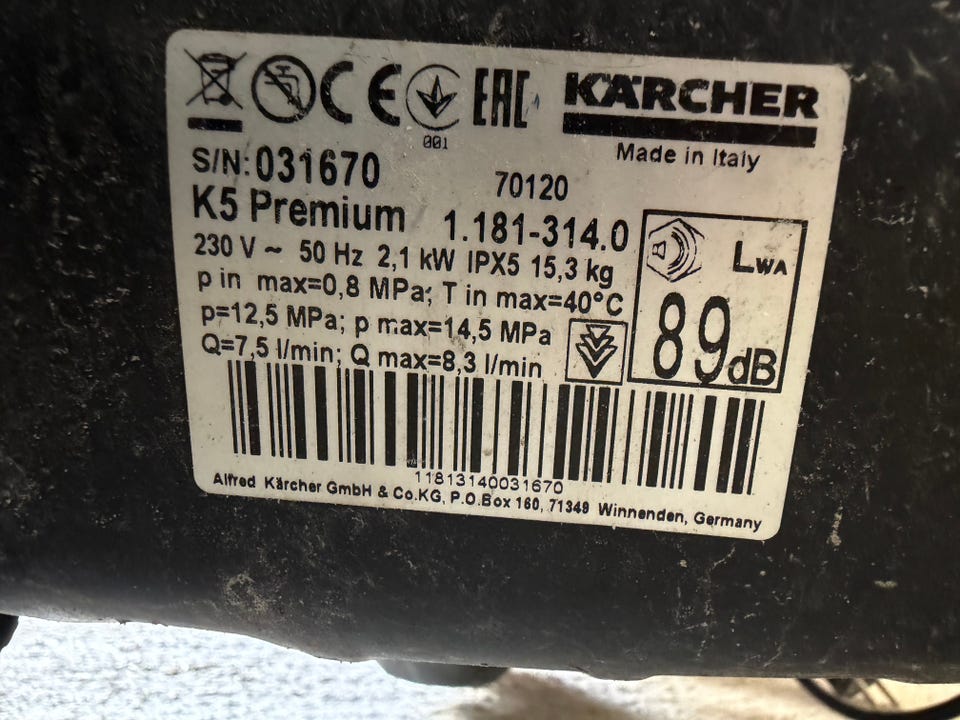 CE EAC KÄRCHER
001
Made in Italy
S/N: 031670
70120
K5 Premium 1.181-314.0
230 V ~ 50 Hz 2,1 kW IPX5 15,3 kg
p in max=0,8 MPa; T in max=40°C
p=12,5 MPa; p max=14,5 MPa
Q=7,5 l/min; Q max=8,3 l/min
LWA
89dB
11813140031670
Alfred Kärcher GmbH & Co.KG, P.O.Box 160, 71349 Winnenden, Germany